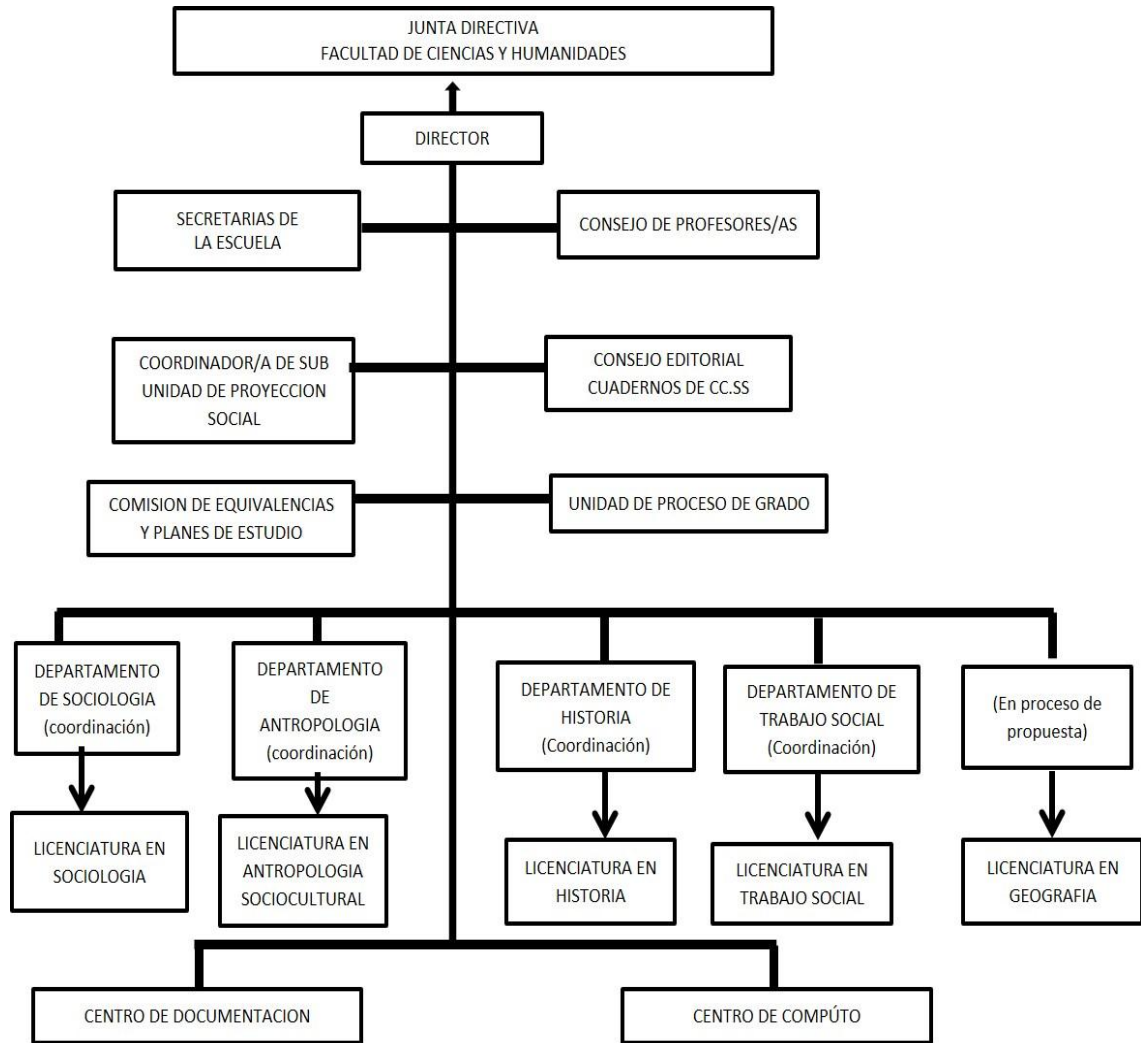 JUNTA DIRECTIVA
FACULTAD DE CIENCIAS Y HUMANIDADES
DIRECTOR
SECRETARIAS DE
LA ESCUELA
CONSEJO DE PROFESORES/AS
COORDINADOR/A DE SUB
UNIDAD DE PROYECCION
SOCIAL
CONSEJO EDITORIAL
CUADERNOS DE CC.SS
COMISION DE EQUIVALENCIAS
Y PLANES DE ESTUDIO
UNIDAD DE PROCESO DE GRADO
DEPARTAMENTO
DE SOCIOLOGIA
(coordinación)
DEPARTAMENTO
DE
ANTROPOLOGIA
(coordinación)
DEPARTAMENTO DE
HISTORIA
(Coordinación)
DEPARTAMENTO DE
TRABAJO SOCIAL
(Coordinación)
(En proceso de
propuesta)
LICENCIATURA EN
SOCIOLOGIA
LICENCIATURA EN
ANTROPOLOGIA
SOCIOCULTURAL
LICENCIATURA EN
HISTORIA
LICENCIATURA EN
TRABAJO SOCIAL
LICENCIATURA EN
GEOGRAFIA
CENTRO DE DOCUMENTACION
CENTRO DE COMPÚTO